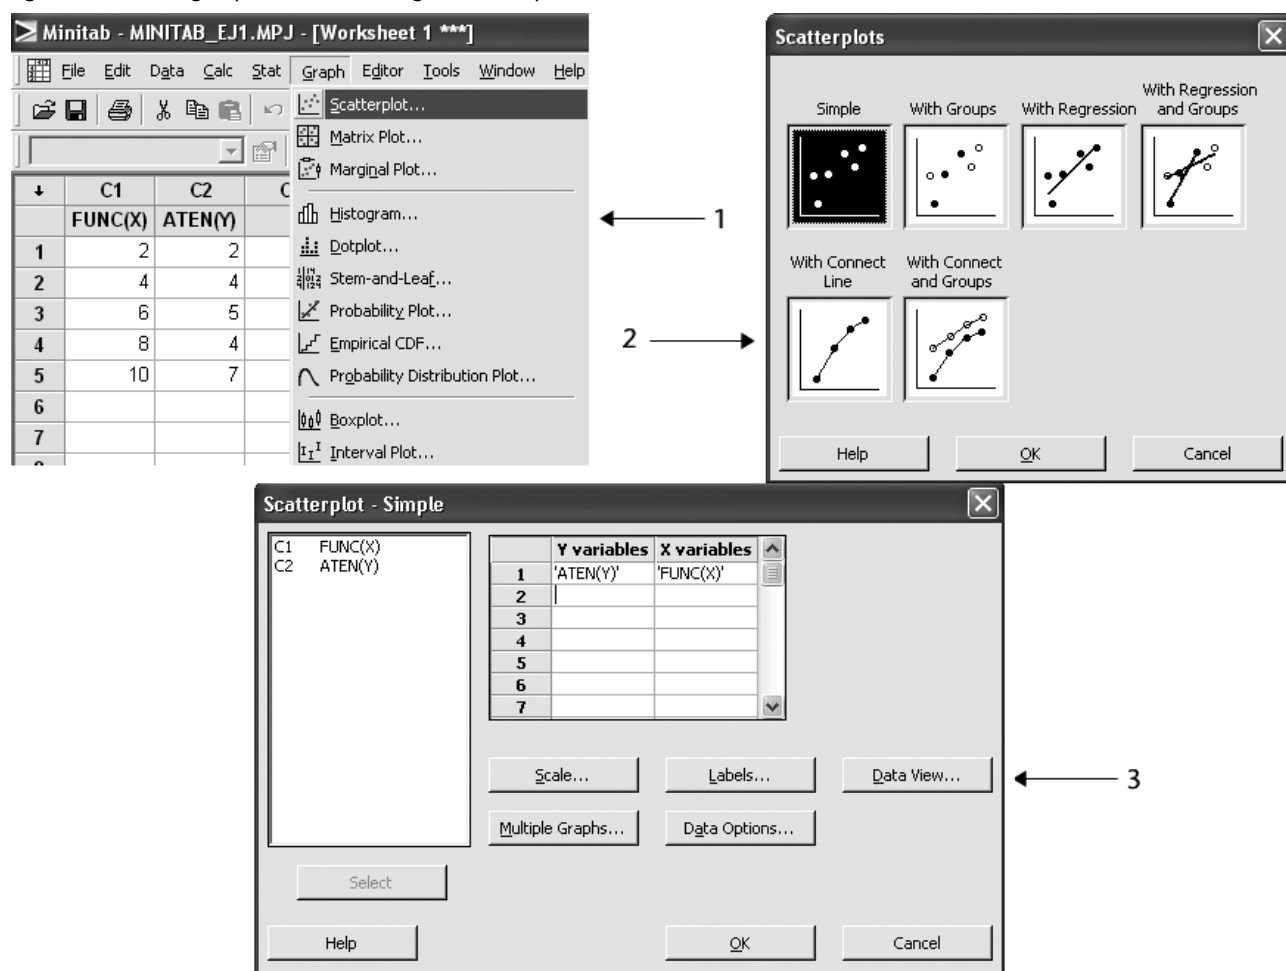 Minitab - MINITAB_EJ1.MPJ - [Worksheet 1 ***]
File Edit Data Calc Stat Graph Editor Tools Window Help
Scatterplot...
Matrix Plot...
Marginal Plot...
Histogram...
Dotplot...
Stem-and-Leaf...
Probability Plot...
Empirical CDF...
Probability Distribution Plot...
Boxplot...
Interval Plot...
C1 C2
FUNC(X) ATEN(Y)
1 2 2
2 4 4
3 6 5
4 8 4
5 10 7
6
7
1
Scatterplots
Simple With Groups With Regression With Regression and Groups
With Connect Line With Connect and Groups
Help OK Cancel
2
Scatterplot - Simple
C1 FUNC(X)
C2 ATEN(Y)
Y variables X variables
1 'ATEN(Y)' 'FUNC(X)'
2
3
4
5
6
7
Scale... Labels... Data View...
Multiple Graphs... Data Options...
Select
Help OK Cancel
3